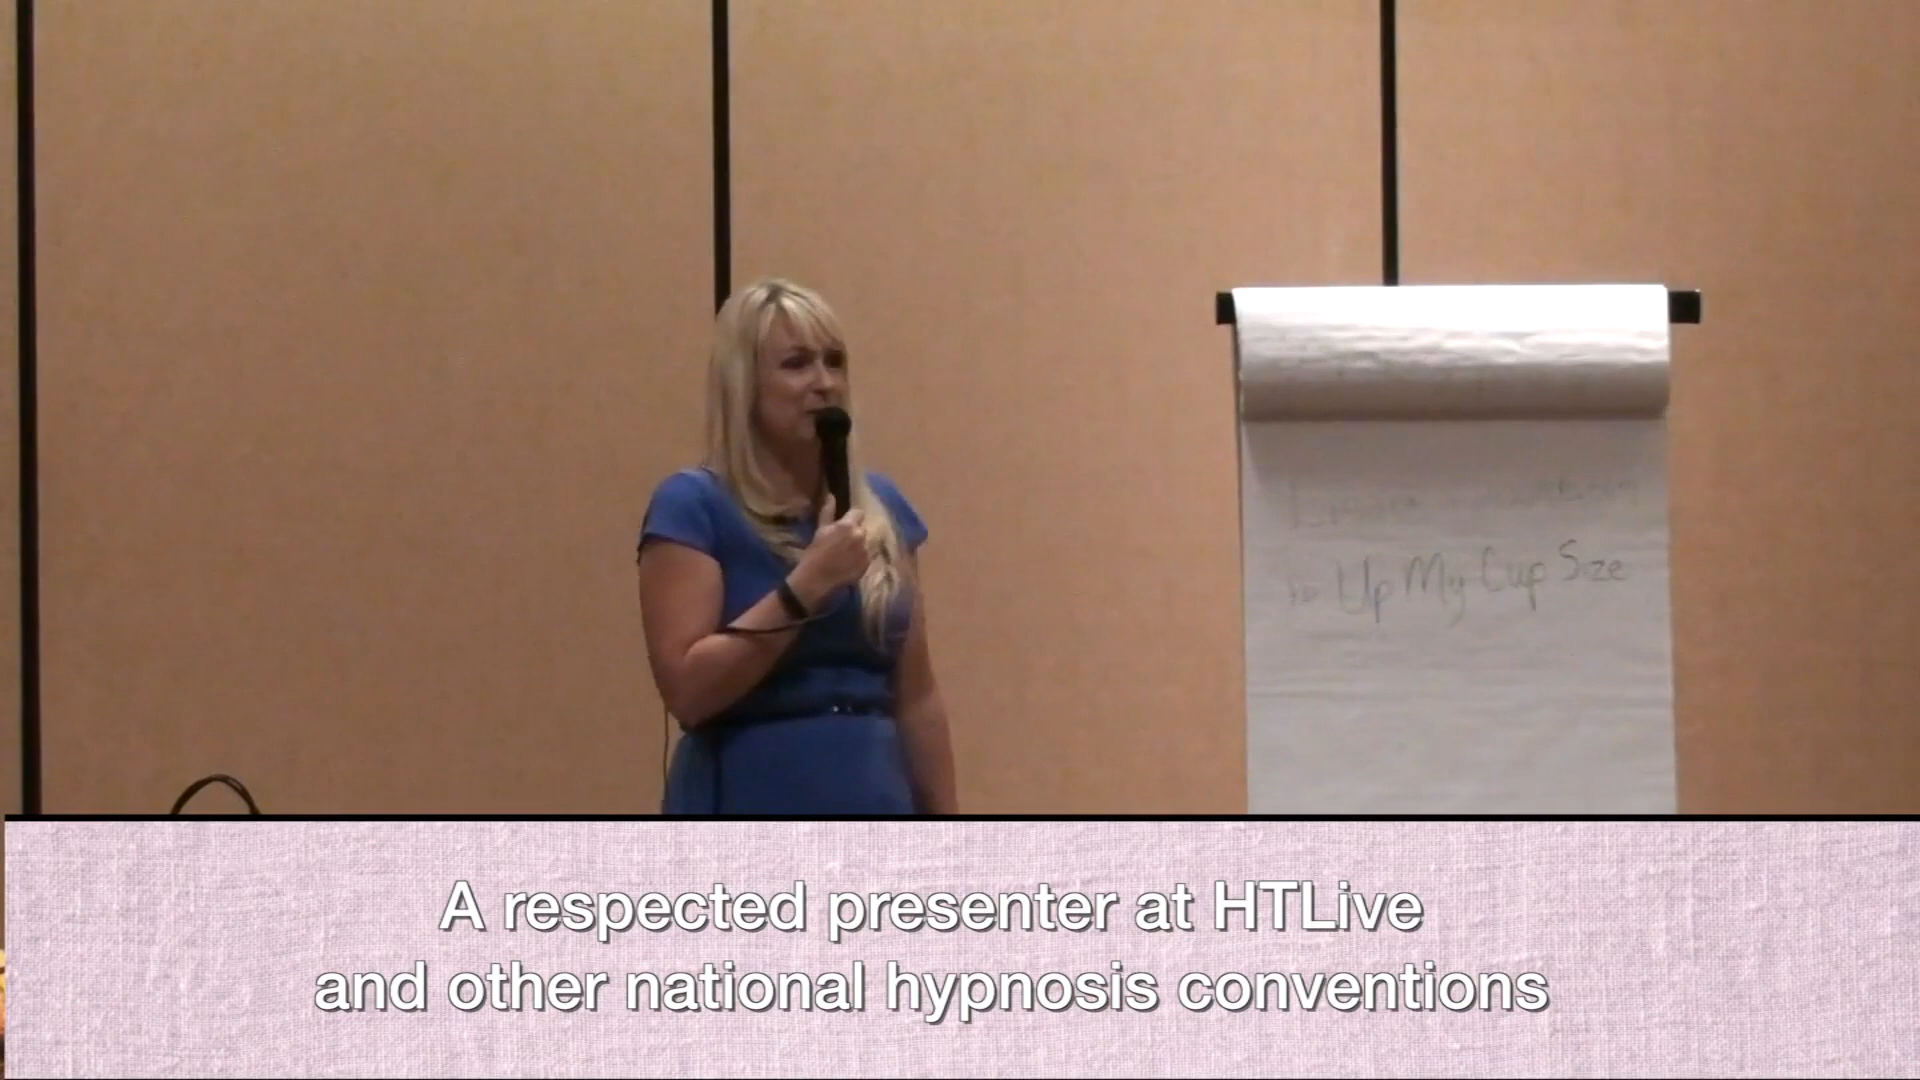 Up My Cup Size
A respected presenter at HTLive
and other national hypnosis conventions